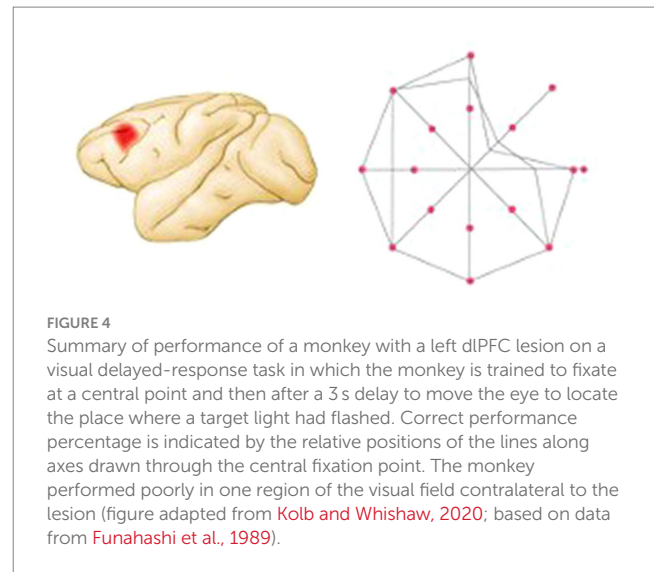 FIGURE 4
Summary of performance of a monkey with a left dlPFC lesion on a
visual delayed-response task in which the monkey is trained to fixate
at a central point and then after a 3 s delay to move the eye to locate
the place where a target light had flashed. Correct performance
percentage is indicated by the relative positions of the lines along
axes drawn through the central fixation point. The monkey
performed poorly in one region of the visual field contralateral to the
lesion (figure adapted from Kolb and Whishaw, 2020; based on data
from Funahashi et al., 1989).